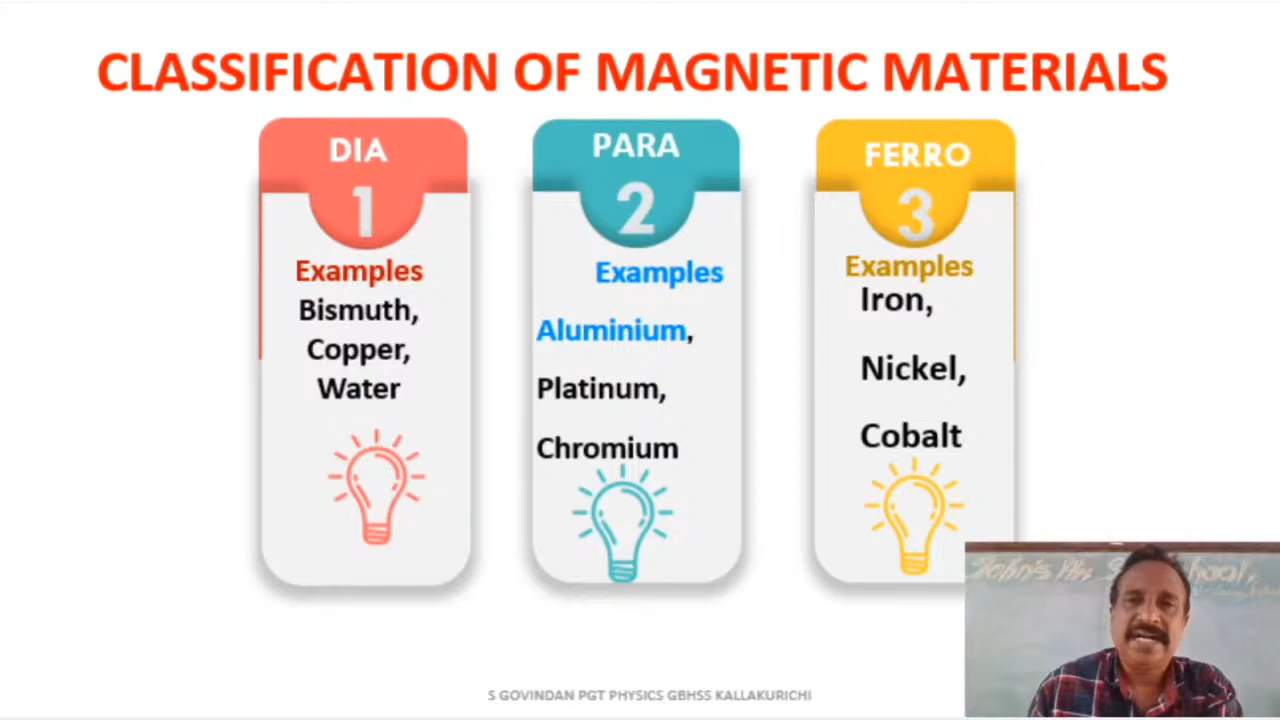 CLASSIFICATION OF MAGNETIC MATERIALS
DIA
1
Examples
Bismuth,
Copper,
Water
PARA
2
Examples
Aluminium,
Platinum,
Chromium
FERRO
3
Examples
Iron,
Nickel,
Cobalt
John's
S GOVINDAN PGT PHYSICS GBHSS KALLAKURICHI